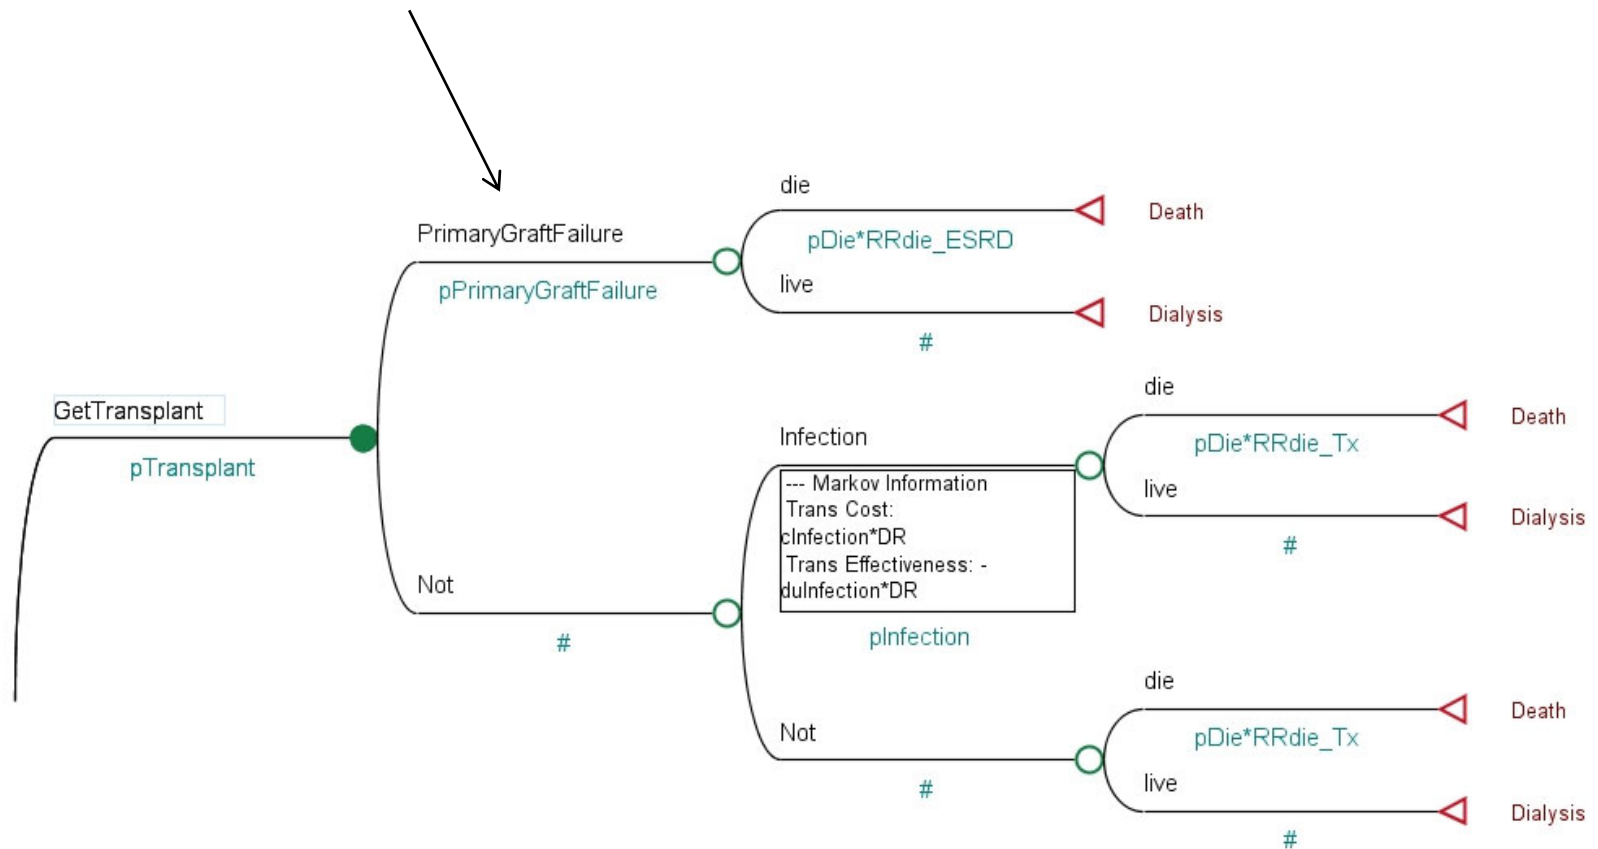 die
Death
PrimaryGraftFailure
pDie*RRdie_ESRD
live
pPrimaryGraftFailure
Dialysis
#
die
GetTransplant
Death
Infection
pDie*RRdie_Tx
pTransplant
--- Markov Information
Trans Cost:
cInfection*DR
Trans Effectiveness: -
duInfection*DR
live
Dialysis
#
Not
pInfection
#
die
Death
Not
pDie*RRdie_Tx
live
#
Dialysis
#